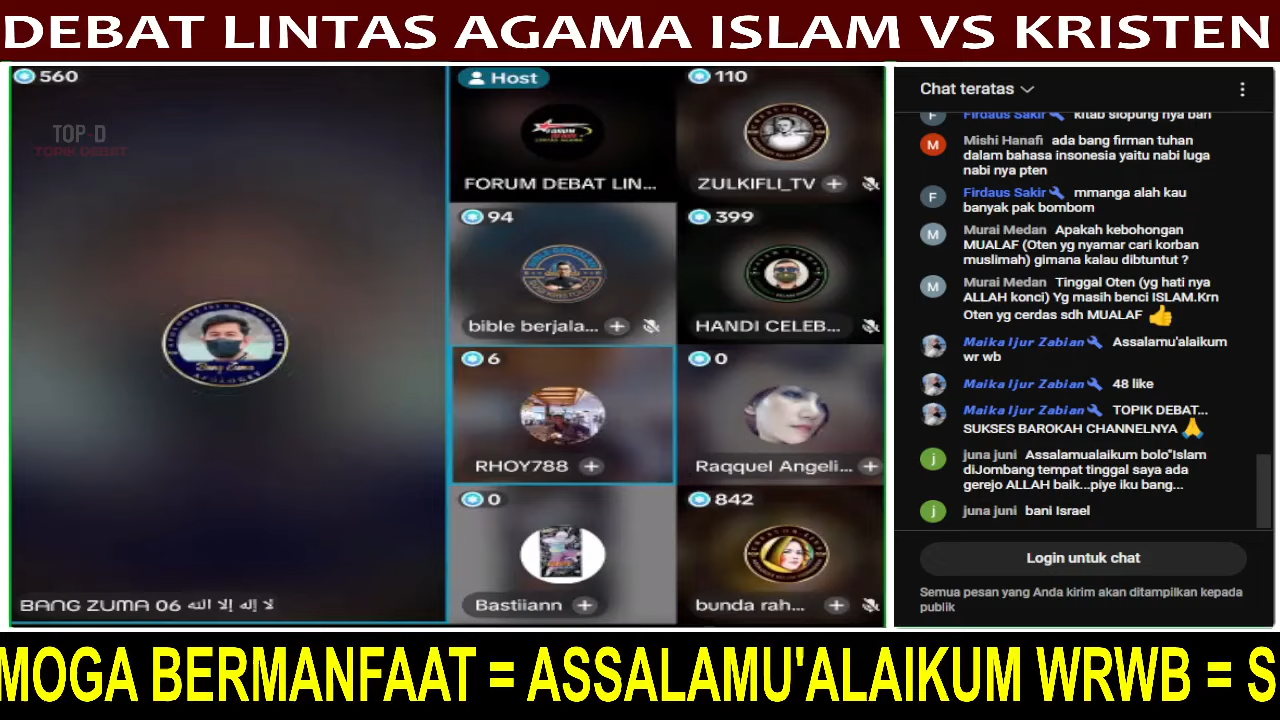 DEBAT LINTAS AGAMA ISLAM VS KRISTEN
560
TOP-D
TOPIK DEBAT
Bang Zuma
BANG ZUMA 06 لا إله إلا الله
Host
FORUM DEBAT LIN...
110
ZULKIFLI_TV
94
bible berjala...
399
HANDI CELEB...
6
RHOY788
0
Raqquel Angeli...
0
Bastiiann
842
bunda rah...
Chat teratas
Firdaus Sakir kitab siopung nya ban
Mishi Hanafi ada bang firman tuhan
dalam bahasa insonesia yaitu nabi luga
nabi nya pten
Firdaus Sakir mmanga alah kau
banyak pak bombom
Murai Medan Apakah kebohongan
MUALAF (Oten yg nyamar cari korban
muslimah) gimana kalau dibtuntut ?
Murai Medan Tinggal Oten (yg hati nya
ALLAH konci) Yg masih benci ISLAM.Krn
Oten yg cerdas sdh MUALAF 👍
Maika Ijur Zabian Assalamu'alaikum
wr wb
Maika Ijur Zabian 48 like
Maika Ijur Zabian TOPIK DEBAT...
SUKSES BAROKAH CHANNELNYA 🙏
juna juni Assalamualaikum bolo"Islam
diJombang tempat tinggal saya ada
gerejo ALLAH baik...piye iku bang...
juna juni bani Israel
Login untuk chat
Semua pesan yang Anda kirim akan ditampilkan kepada
publik
MOGA BERMANFAAT = ASSALAMU'ALAIKUM WRWB = S